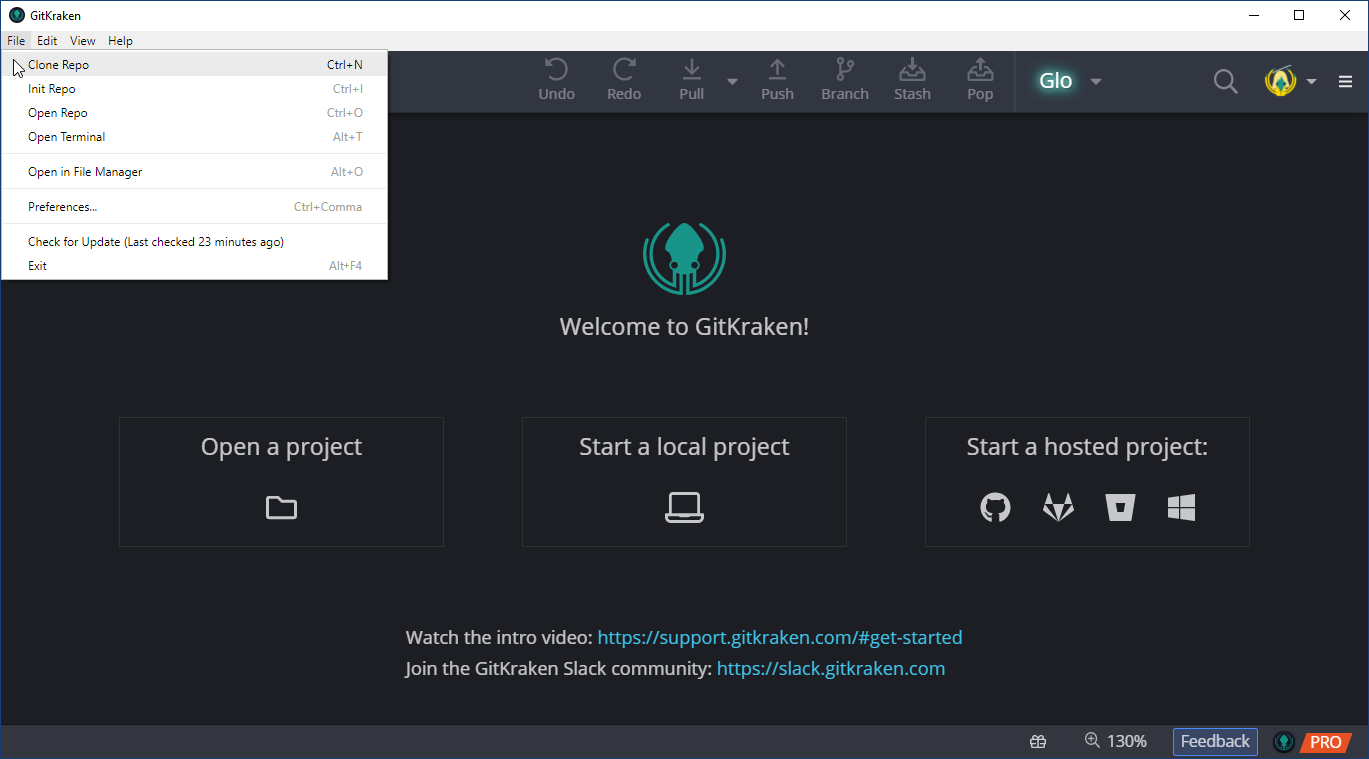 GitKraken
File Edit View Help
Clone Repo Ctrl+N
Init Repo Ctrl+I
Open Repo Ctrl+O
Open Terminal Alt+T
Open in File Manager Alt+O
Preferences... Ctrl+Comma
Check for Update (Last checked 23 minutes ago)
Exit Alt+F4
Undo Redo Pull Push Branch Stash Pop Glo
Welcome to GitKraken!
Open a project
Start a local project
Start a hosted project:
Watch the intro video: https://support.gitkraken.com/#get-started
Join the GitKraken Slack community: https://slack.gitkraken.com
130% Feedback PRO